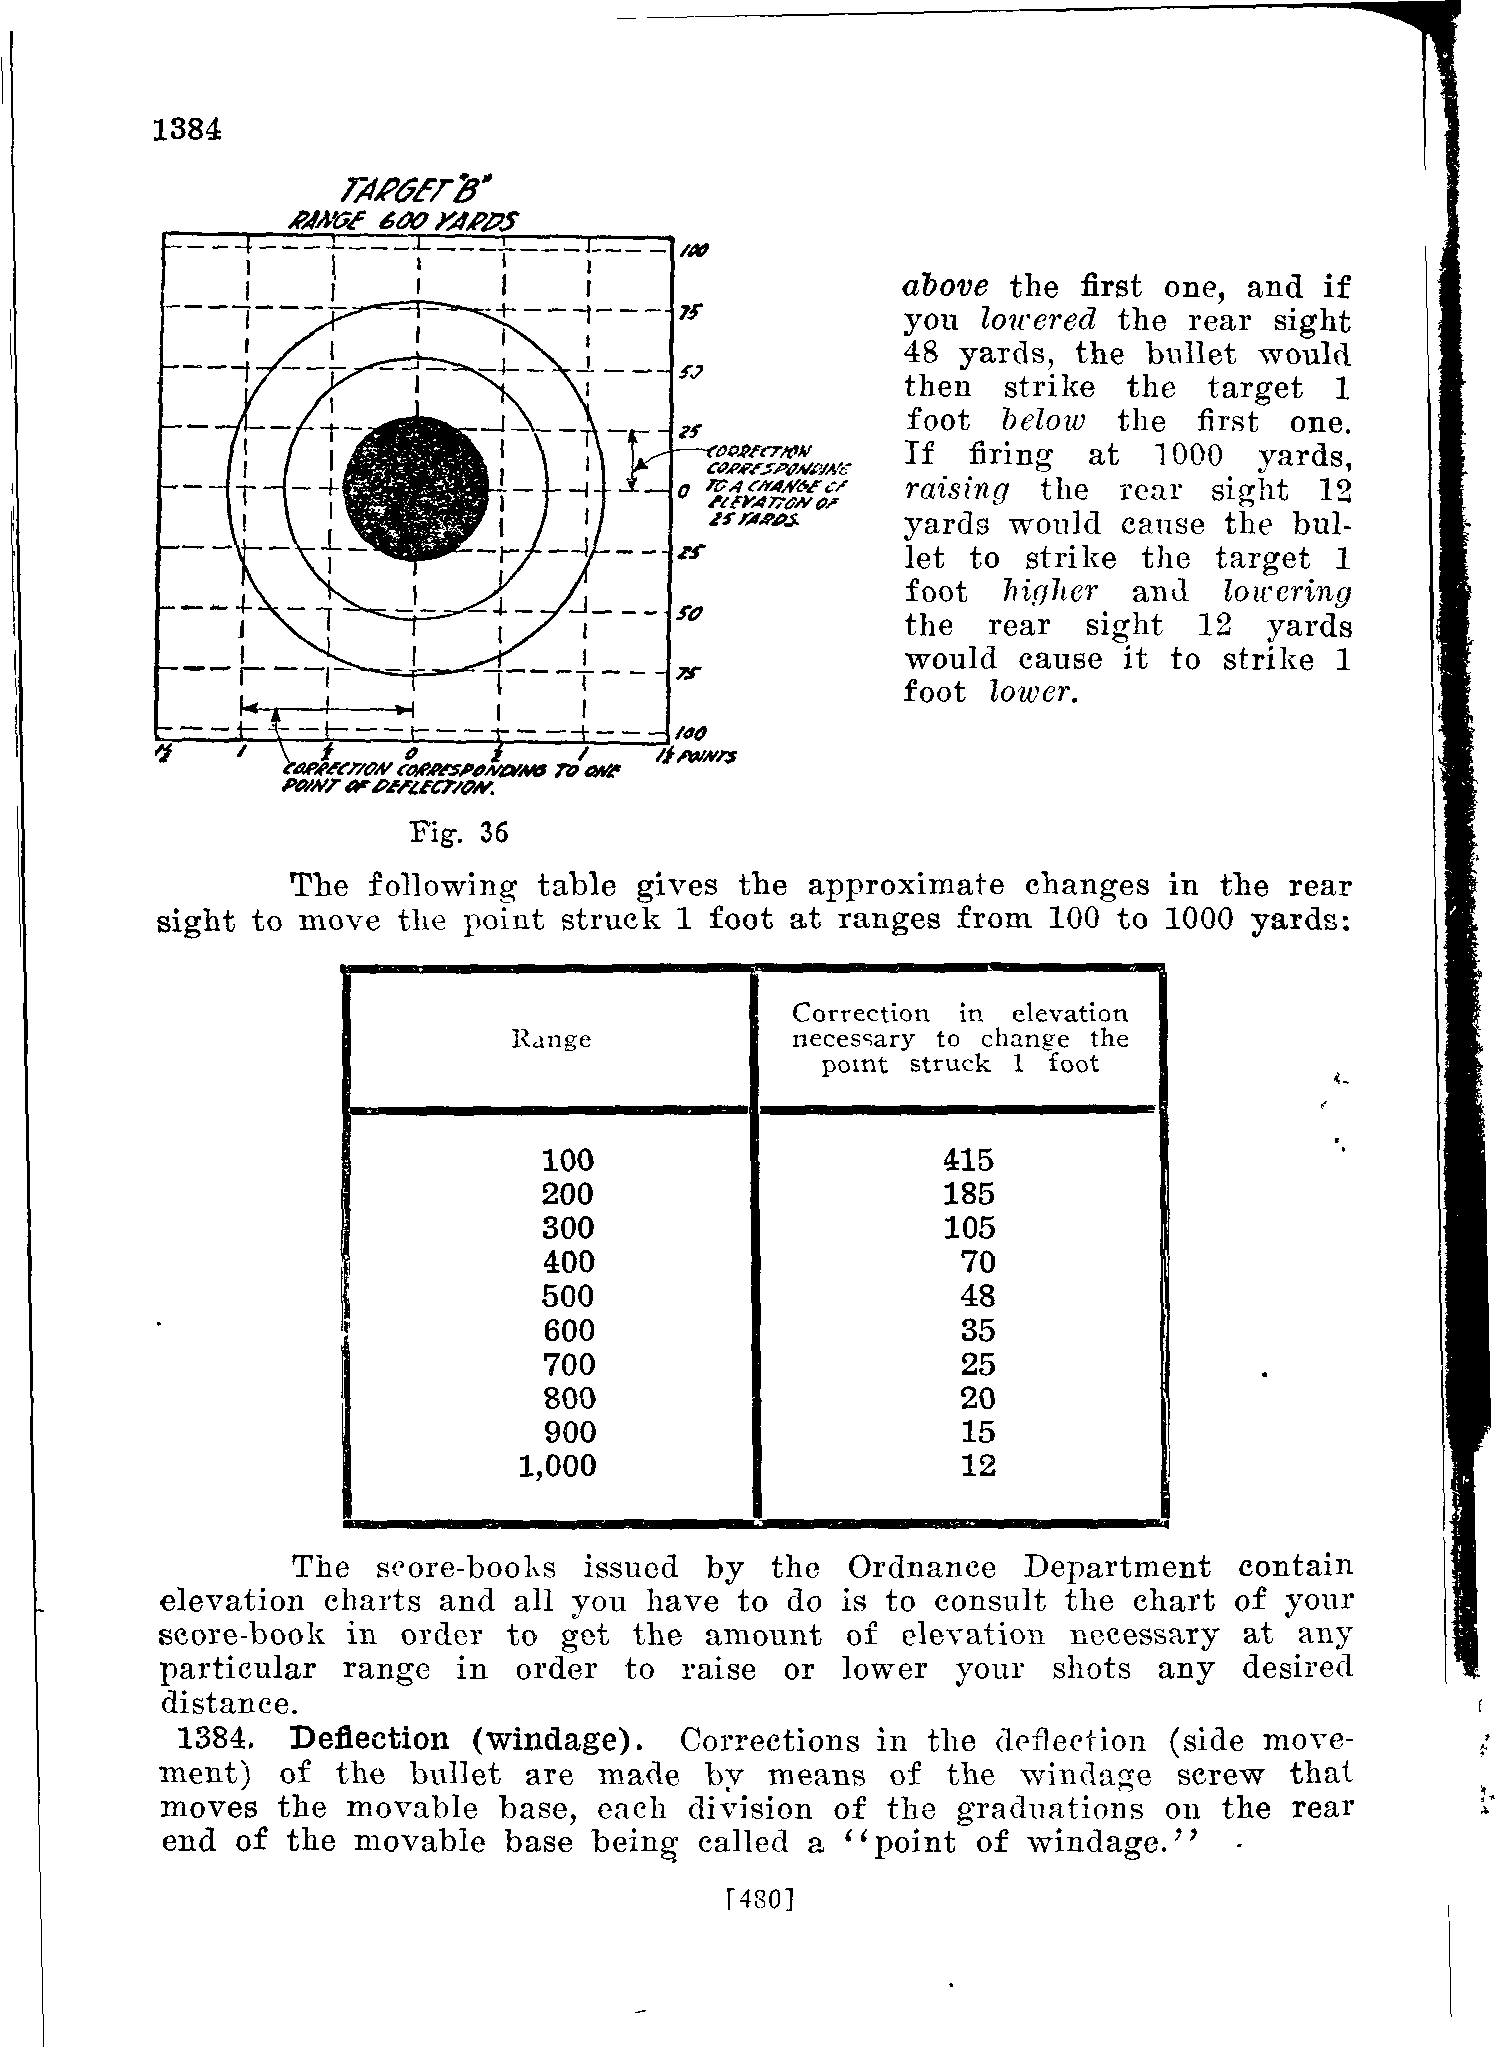 1384
TARGET "B"
RANGE 600 YARDS
100
75
50
25
0
25
50
75
100
CORRECTION
CORRESPONDING
TO A CHANGE OF
ELEVATION OF
25 YARDS.
1½ 1 ½ 0 ½ 1 1½ POINTS
CORRECTION CORRESPONDING TO ONE
POINT OF DEFLECTION.
Fig. 36
above the first one, and if
you lowered the rear sight
48 yards, the bullet would
then strike the target 1
foot below the first one.
If firing at 1000 yards,
raising the rear sight 12
yards would cause the bul-
let to strike the target 1
foot higher and lowering
the rear sight 12 yards
would cause it to strike 1
foot lower.
The following table gives the approximate changes in the rear
sight to move the point struck 1 foot at ranges from 100 to 1000 yards:
Range
Correction in elevation
necessary to change the
point struck 1 foot
100 415
200 185
300 105
400 70
500 48
600 35
700 25
800 20
900 15
1,000 12
The score-books issued by the Ordnance Department contain
elevation charts and all you have to do is to consult the chart of your
score-book in order to get the amount of elevation necessary at any
particular range in order to raise or lower your shots any desired
distance.
1384. Deflection (windage). Corrections in the deflection (side move-
ment) of the bullet are made by means of the windage screw that
moves the movable base, each division of the graduations on the rear
end of the movable base being called a "point of windage."
[480]